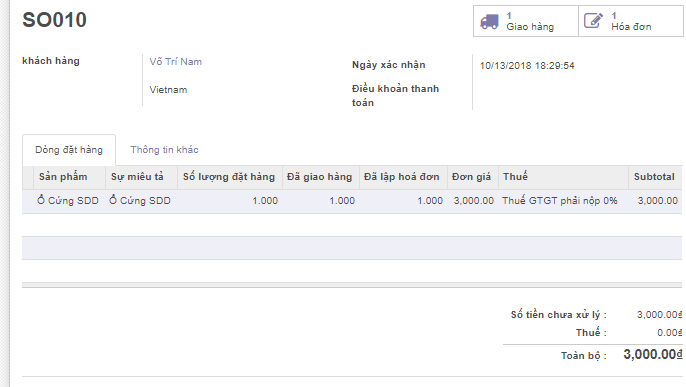 SO010
1
Giao hàng
1
Hóa đơn
khách hàng Võ Trí Nam
Vietnam
Ngày xác nhận 10/13/2018 18:29:54
Điều khoản thanh
toán
Dòng đặt hàng Thông tin khác
Sản phẩm Sự miêu tả Số lượng đặt hàng Đã giao hàng Đã lập hoá đơn Đơn giá Thuế Subtotal
Ổ Cứng SDD Ổ Cứng SDD 1.000 1.000 1.000 3,000.00 Thuế GTGT phải nộp 0% 3,000.00
Số tiền chưa xử lý : 3,000.00₫
Thuế : 0.00₫
Toàn bộ : 3,000.00₫